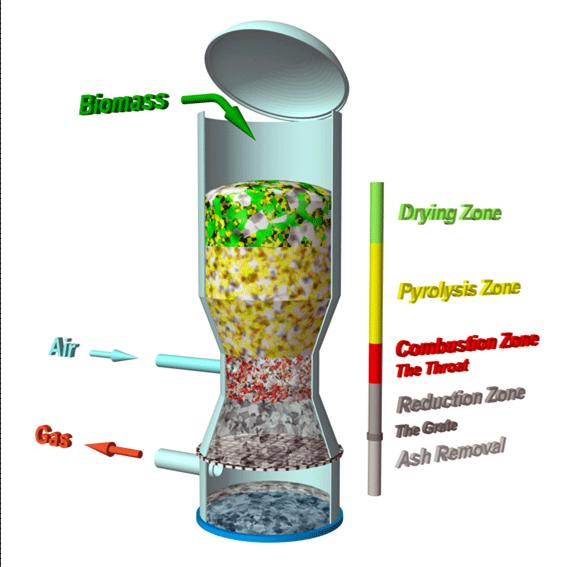 Biomass
Drying Zone
Pyrolysis Zone
Air
Combustion Zone
The Throat
Reduction Zone
The Grate
Gas
Ash Removal